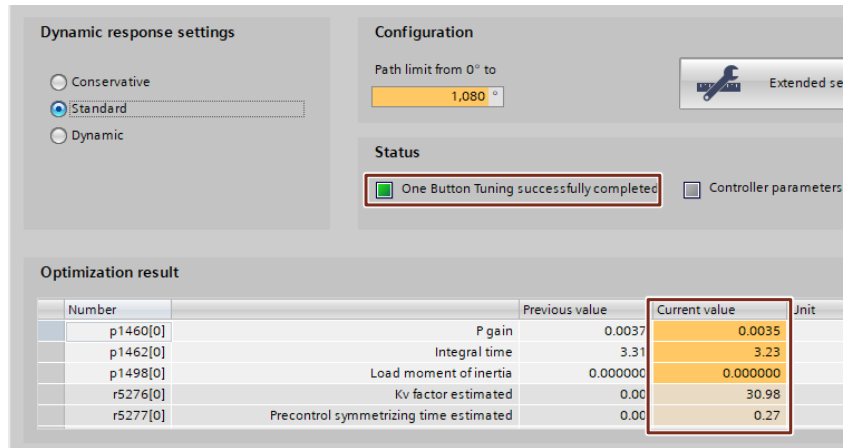 Dynamic response settings
Conservative
Standard
Dynamic
Configuration
Path limit from 0° to
1,080 °
Extended se
Status
One Button Tuning successfully completed
Controller parameters
Optimization result
Number Previous value Current value Unit
p1460[0] P gain 0.0037 0.0035
p1462[0] Integral time 3.31 3.23
p1498[0] Load moment of inertia 0.000000 0.000000
r5276[0] Kv factor estimated 0.00 30.98
r5277[0] Precontrol symmetrizing time estimated 0.00 0.27